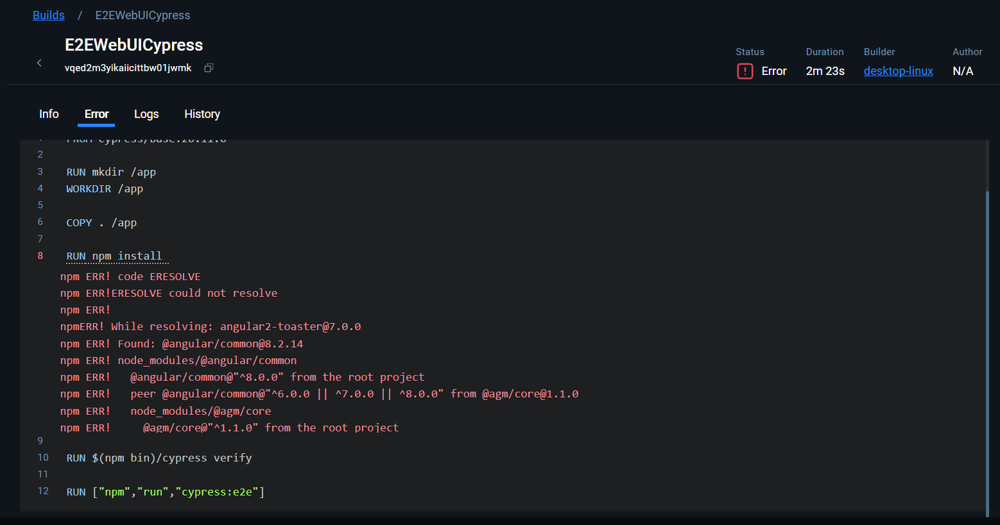 Builds / E2EWebUICypress
E2EWebUICypress
vqed2m3yikaiicittbw01jwmk
Status Duration Builder Author
Error 2m 23s desktop-linux N/A
Info Error Logs History
2
3 RUN mkdir /app
4 WORKDIR /app
5
6 COPY . /app
7
8 RUN npm install
npm ERR! code ERESOLVE
npm ERR!ERESOLVE could not resolve
npm ERR!
npmERR! While resolving: angular2-toaster@7.0.0
npm ERR! Found: @angular/common@8.2.14
npm ERR! node_modules/@angular/common
npm ERR!   @angular/common@"^8.0.0" from the root project
npm ERR!   peer @angular/common@"^6.0.0 || ^7.0.0 || ^8.0.0" from @agm/core@1.1.0
npm ERR!   node_modules/@agm/core
npm ERR!     @agm/core@"^1.1.0" from the root project
9
10 RUN $(npm bin)/cypress verify
11
12 RUN ["npm","run","cypress:e2e"]